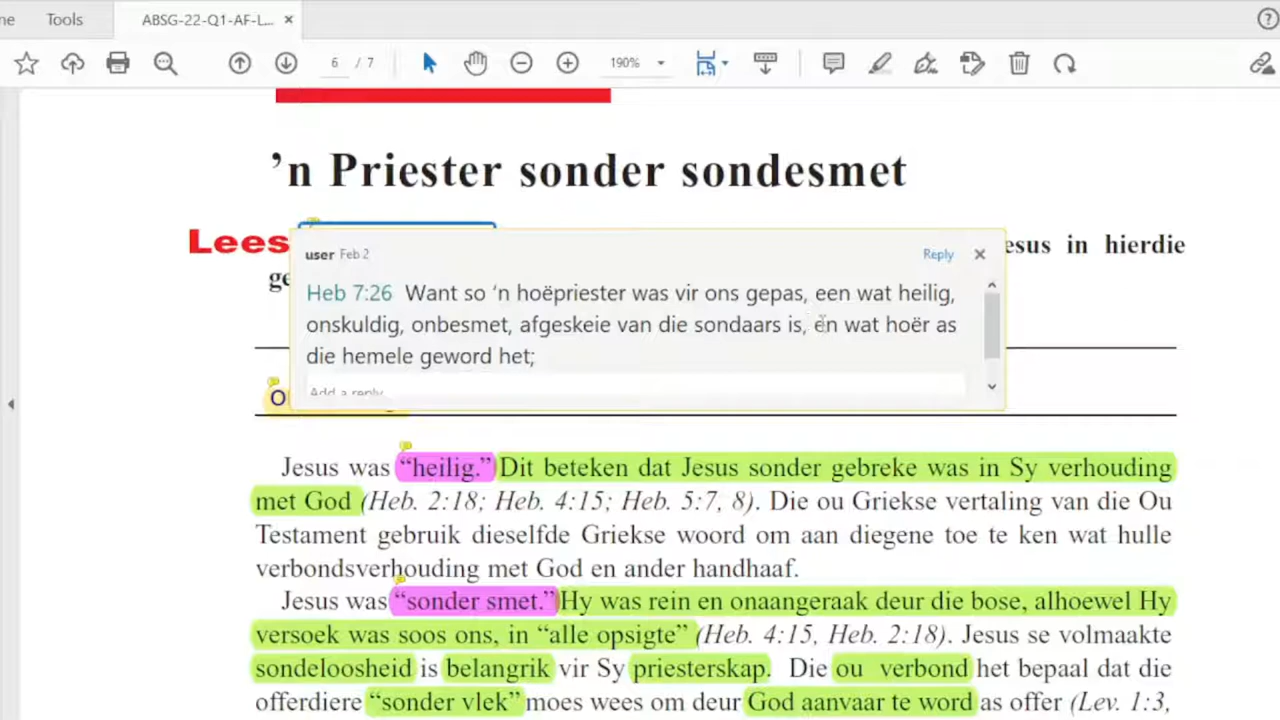 ne Tools ABSG-22-Q1-AF-L... ×
6 / 7 190%
’n Priester sonder sondesmet
Lees esus in hierdie
ge
user Feb 2 Reply ×
Heb 7:26 Want so ‘n hoëpriester was vir ons gepas, een wat heilig,
onskuldig, onbesmet, afgeskeie van die sondaars is, en wat hoër as
die hemele geword het;
Add a reply
Jesus was “heilig.” Dit beteken dat Jesus sonder gebreke was in Sy verhouding
met God (Heb. 2:18; Heb. 4:15; Heb. 5:7, 8). Die ou Griekse vertaling van die Ou
Testament gebruik dieselfde Griekse woord om aan diegene toe te ken wat hulle
verbondsverhouding met God en ander handhaaf.
Jesus was “sonder smet.” Hy was rein en onaangeraak deur die bose, alhoewel Hy
versoek was soos ons, in “alle opsigte” (Heb. 4:15, Heb. 2:18). Jesus se volmaakte
sondeloosheid is belangrik vir Sy priesterskap. Die ou verbond het bepaal dat die
offerdiere “sonder vlek” moes wees om deur God aanvaar te word as offer (Lev. 1:3,